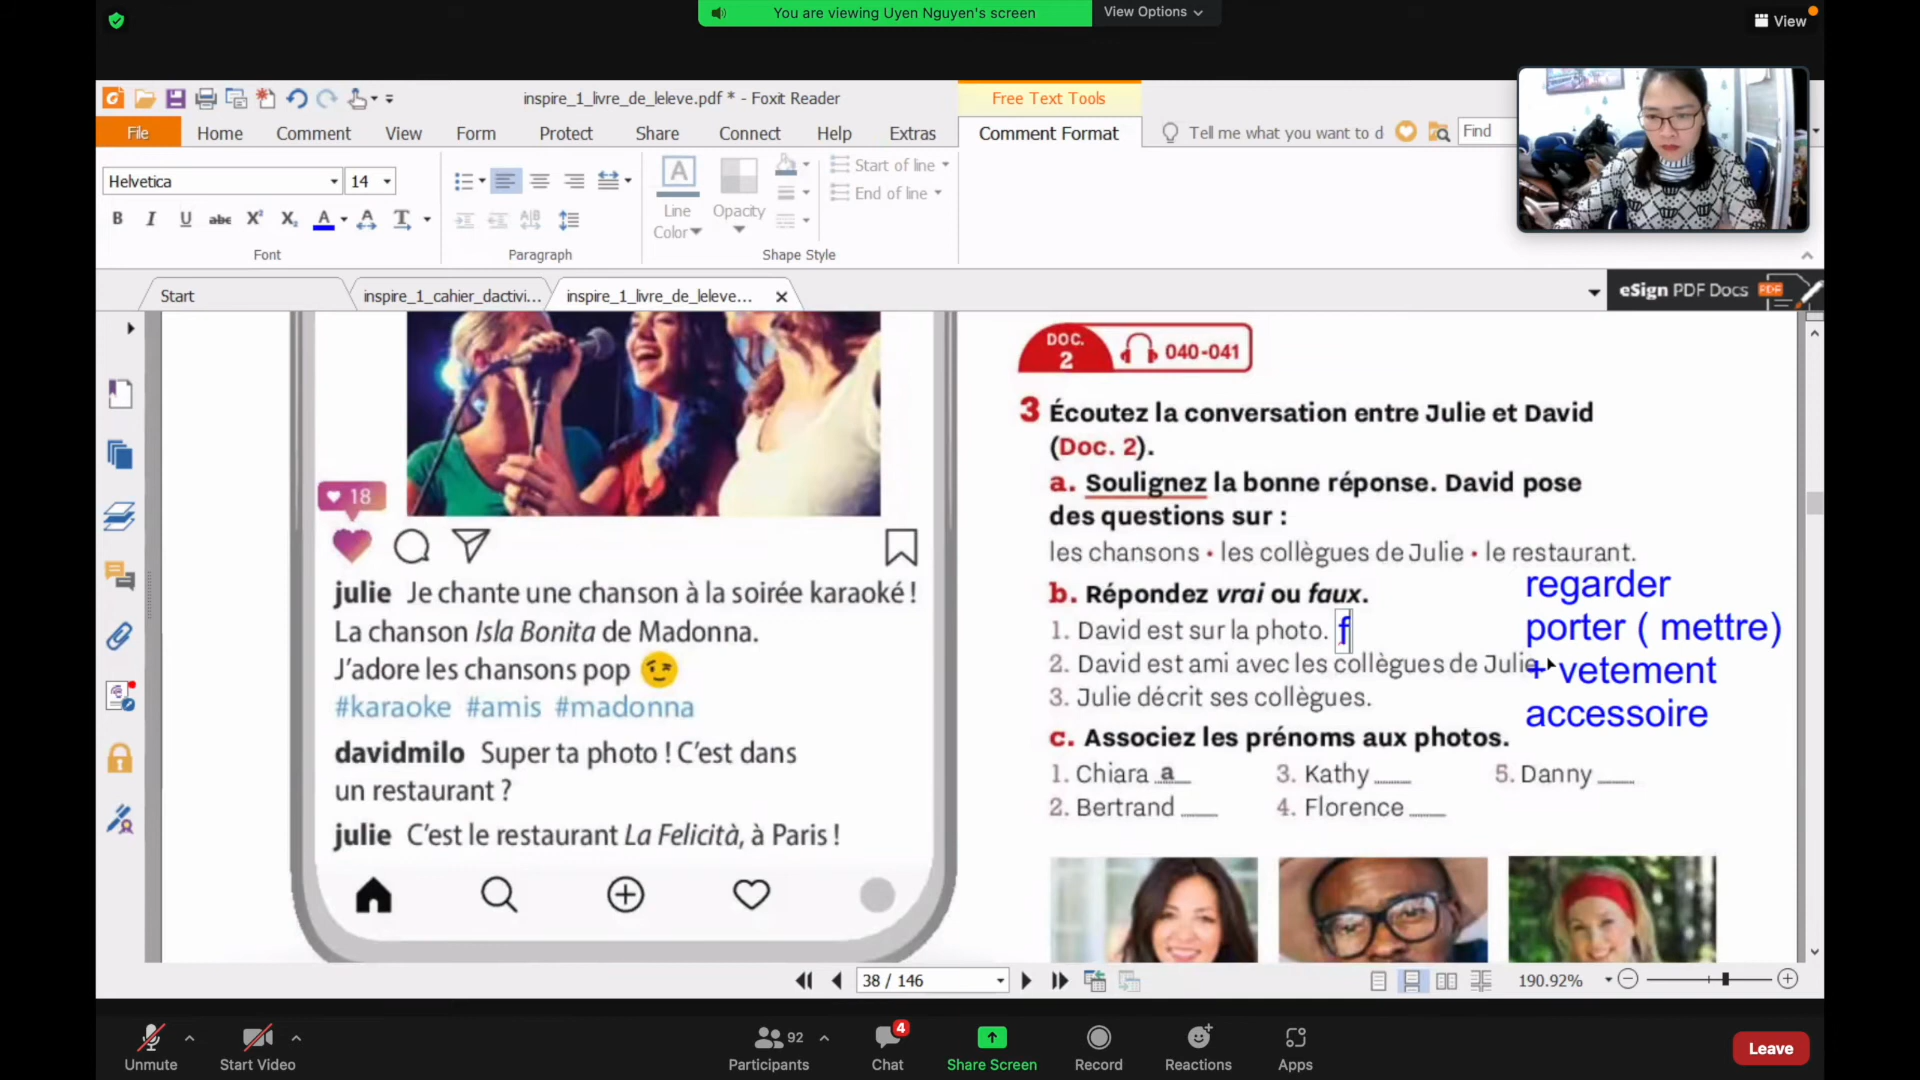 You are viewing Uyen Nguyen's screen
View Options
View
inspire_1_livre_de_leleve.pdf * - Foxit Reader
Free Text Tools
File
Home
Comment
View
Form
Protect
Share
Connect
Help
Extras
Comment Format
Tell me what you want to d
Find
Helvetica
14
Line
Color
Opacity
Start of line
End of line
Font
Paragraph
Shape Style
Start
inspire_1_cahier_dactivi...
inspire_1_livre_de_leleve...
eSign PDF Docs
PDF
18
julie Je chante une chanson à la soirée karaoké !
La chanson Isla Bonita de Madonna.
J'adore les chansons pop
#karaoke #amis #madonna
davidmilo Super ta photo ! C'est dans
un restaurant ?
julie C'est le restaurant La Felicità, à Paris !
DOC.
2
040-041
3 Écoutez la conversation entre Julie et David
(Doc. 2).
a. Soulignez la bonne réponse. David pose
des questions sur :
les chansons • les collègues de Julie • le restaurant.
b. Répondez vrai ou faux.
1. David est sur la photo. f
2. David est ami avec les collègues de Julie
3. Julie décrit ses collègues.
regarder
porter ( mettre)
+ vetement
accessoire
c. Associez les prénoms aux photos.
1. Chiara a
3. Kathy
5. Danny
2. Bertrand
4. Florence
38 / 146
190.92%
Unmute
Start Video
92
Participants
4
Chat
Share Screen
Record
Reactions
Apps
Leave